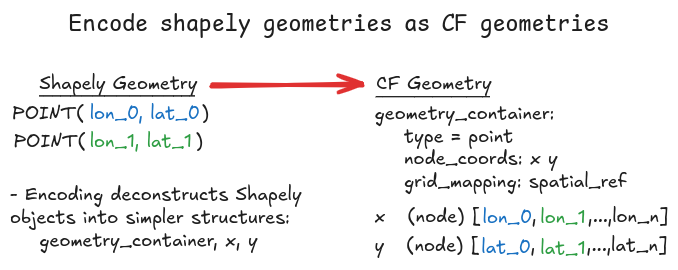 Encode shapely geometries as CF geometries
Shapely Geometry
POINT(lon_0, lat_0)
POINT(lon_1, lat_1)
- Encoding deconstructs Shapely
objects into simpler structures:
geometry_container, x, y
CF Geometry
geometry_container:
type = point
node_coords: x y
grid_mapping: spatial_ref
x (node) [lon_0,lon_1,...,lon_n]
y (node) [lat_0,lat_1,...,lat_n]